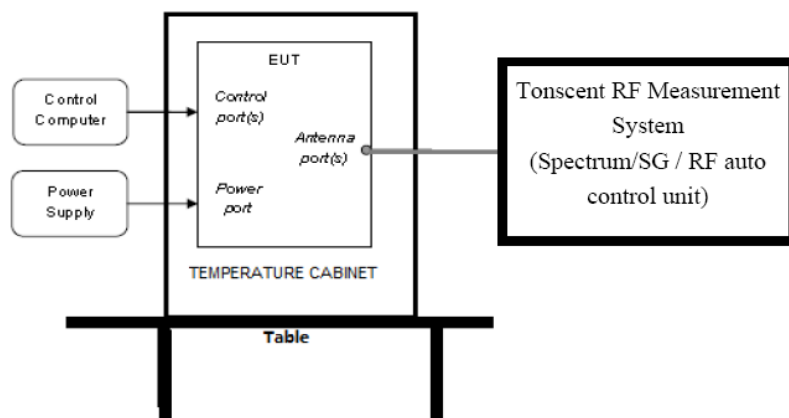 EUT
Control
Computer
Control
port(s)
Antenna
port(s)
Power
Supply
Power
port
TEMPERATURE CABINET
Table
Tonscent RF Measurement
System
(Spectrum/SG / RF auto
control unit)